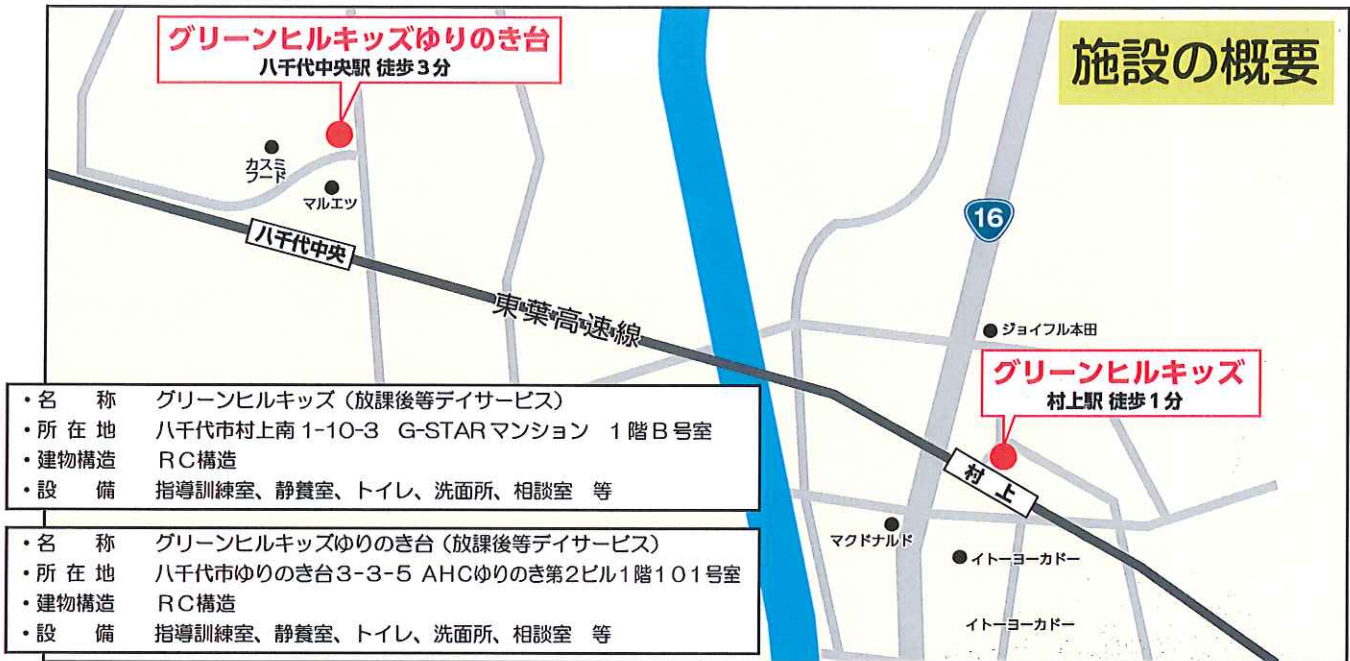 施設の概要
グリーンヒルキッズゆりのき台
八千代中央駅 徒歩3分
カスミ
フード
マルエツ
八千代中央
東葉高速線
16
ジョイフル本田
グリーンヒルキッズ
村上駅 徒歩1分
村上
マクドナルド
イトーヨーカドー
イトーヨーカドー
・名　称　グリーンヒルキッズ（放課後等デイサービス）
・所在地　八千代市村上南1-10-3　G-STARマンション　1階B号室
・建物構造　RC構造
・設　備　指導訓練室、静養室、トイレ、洗面所、相談室　等
・名　称　グリーンヒルキッズゆりのき台（放課後等デイサービス）
・所在地　八千代市ゆりのき台3-3-5 AHCゆりのき第2ビル1階101号室
・建物構造　RC構造
・設　備　指導訓練室、静養室、トイレ、洗面所、相談室　等